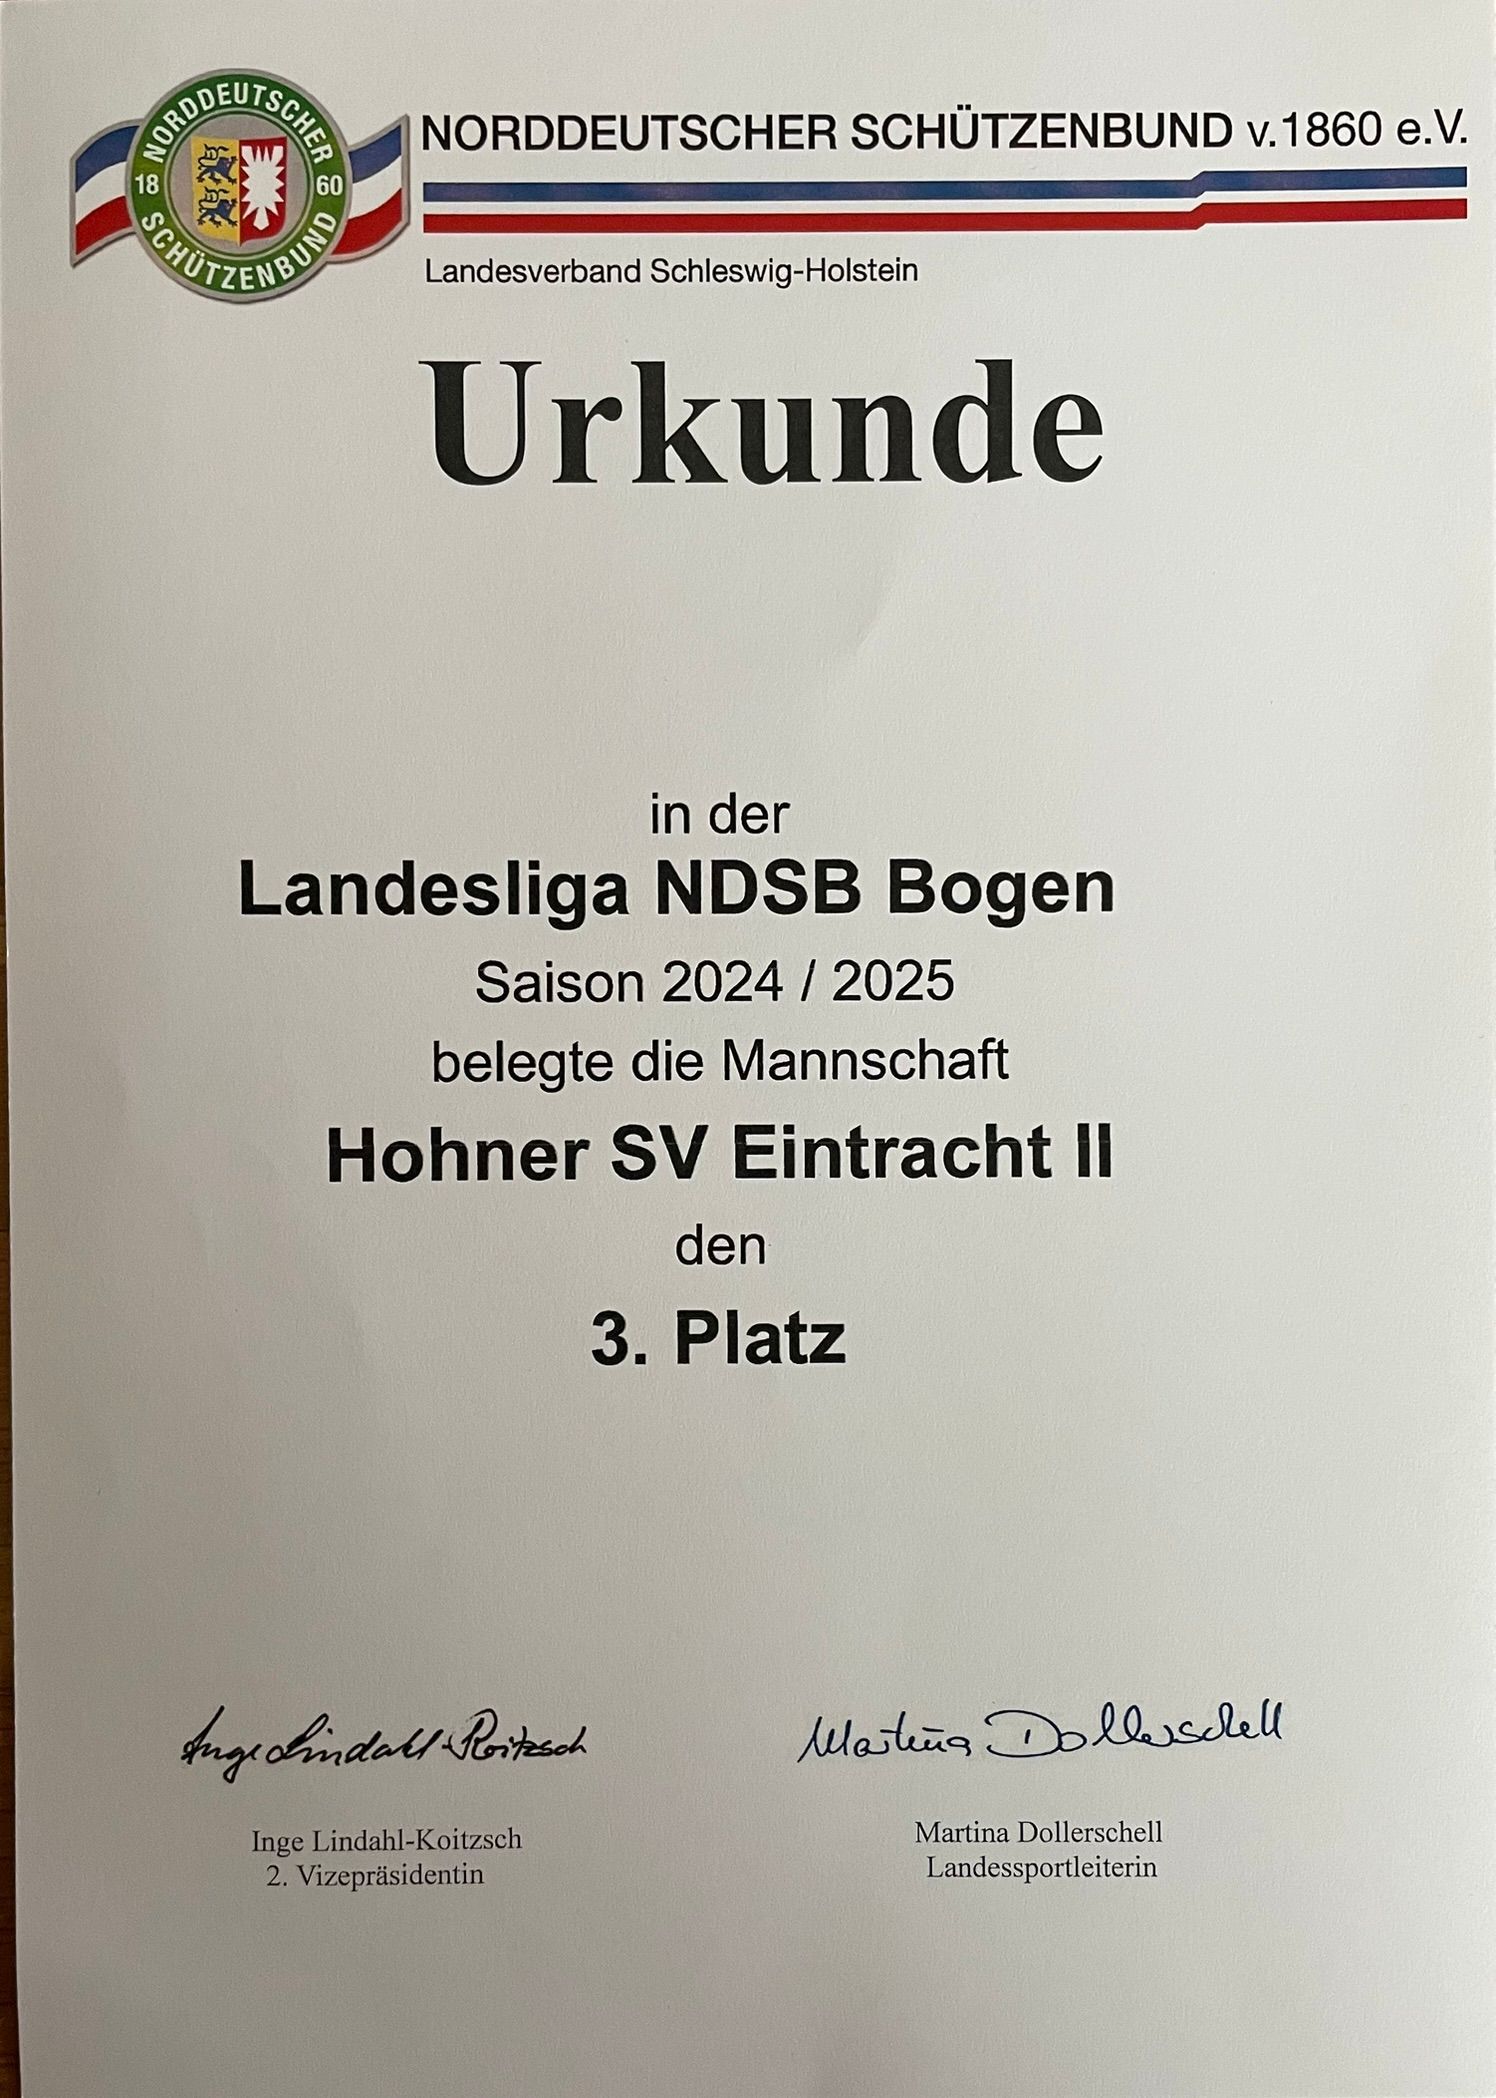 NORDDEUTSCHER
18 60
SCHÜTZENBUND
NORDDEUTSCHER SCHÜTZENBUND v.1860 e.V.
Landesverband Schleswig-Holstein
Urkunde
in der
Landesliga NDSB Bogen
Saison 2024 / 2025
belegte die Mannschaft
Hohner SV Eintracht II
den
3. Platz
Inge Lindahl-Koitzsch Martina Dollerschell
Inge Lindahl-Koitzsch Martina Dollerschell
2. Vizepräsidentin Landessportleiterin